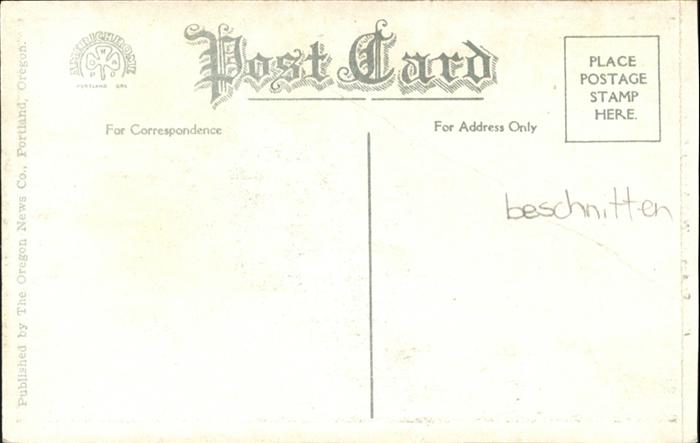 AMERICHROME
PORTLAND ORE
Post Card
PLACE
POSTAGE
STAMP
HERE.
For Correspondence
For Address Only
beschnitten
Published by The Oregon News Co., Portland, Oregon.